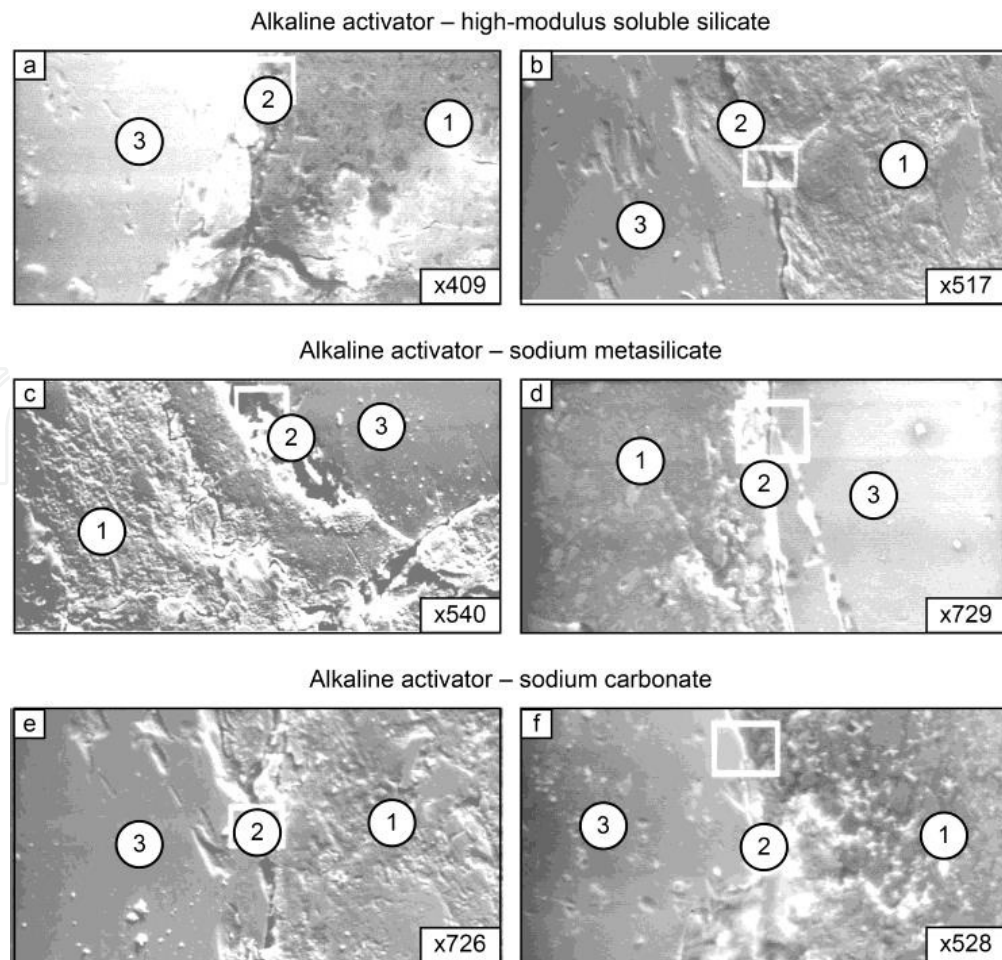 Alkaline activator – high-modulus soluble silicate
a
2
1
3
x409
b
2
1
3
x517
Alkaline activator – sodium metasilicate
c
2
3
1
x540
d
1
2
3
x729
Alkaline activator – sodium carbonate
e
3
2
1
x726
f
3
2
1
x528